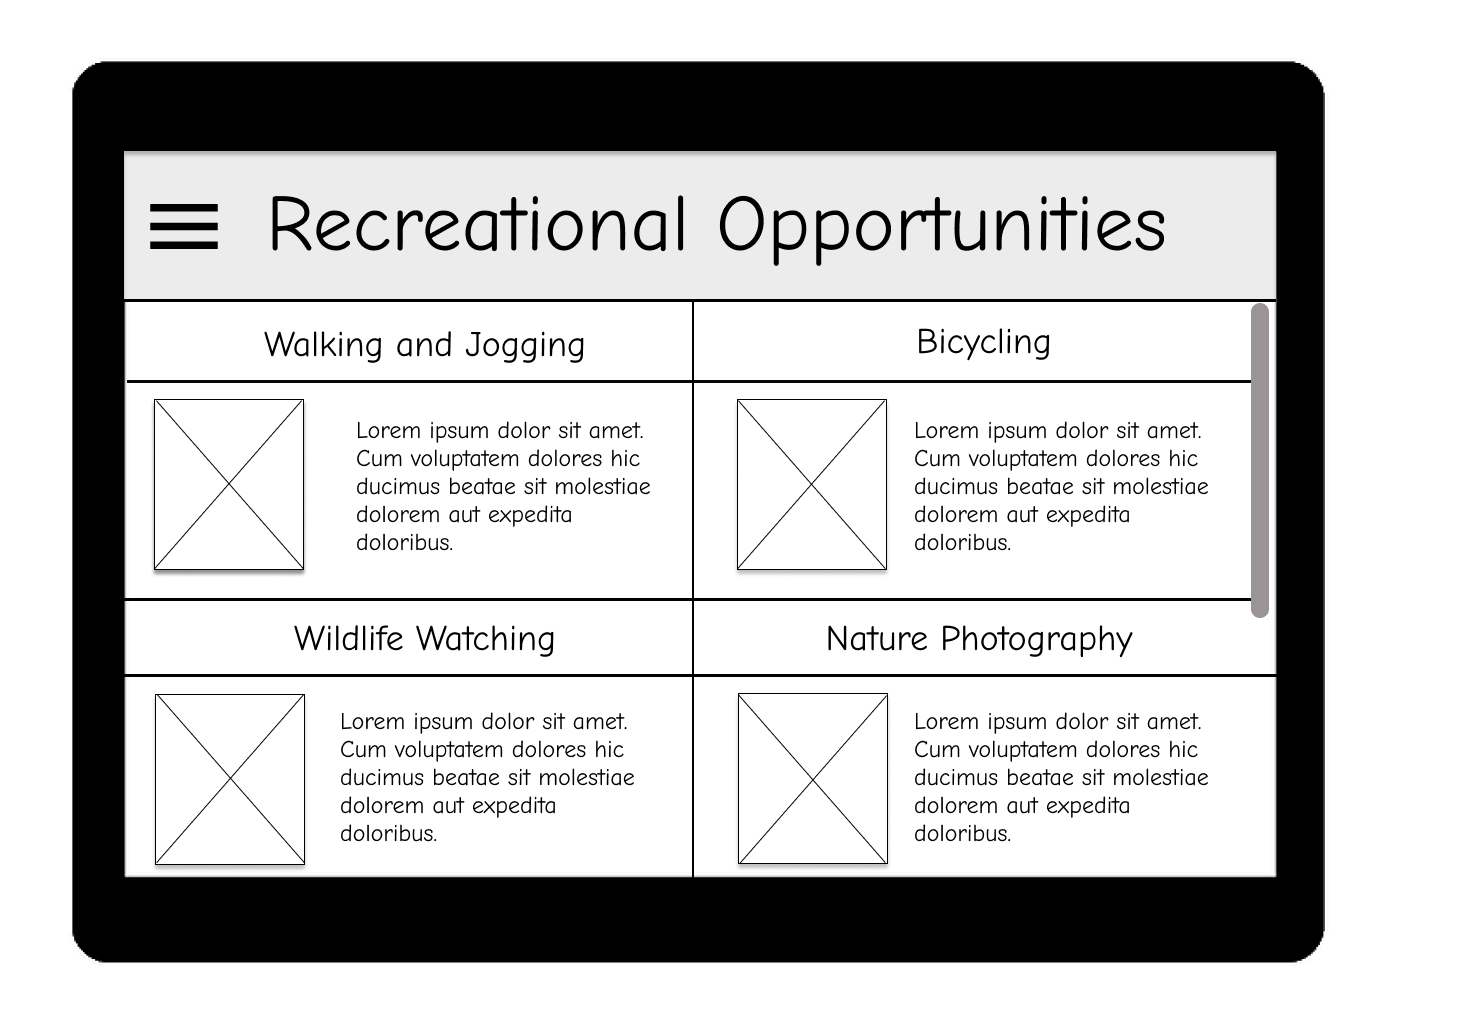 Recreational Opportunities
Walking and Jogging
Bicycling
Lorem ipsum dolor sit amet.
Cum voluptatem dolores hic
ducimus beatae sit molestiae
dolorem aut expedita
doloribus.
Lorem ipsum dolor sit amet.
Cum voluptatem dolores hic
ducimus beatae sit molestiae
dolorem aut expedita
doloribus.
Wildlife Watching
Nature Photography
Lorem ipsum dolor sit amet.
Cum voluptatem dolores hic
ducimus beatae sit molestiae
dolorem aut expedita
doloribus.
Lorem ipsum dolor sit amet.
Cum voluptatem dolores hic
ducimus beatae sit molestiae
dolorem aut expedita
doloribus.